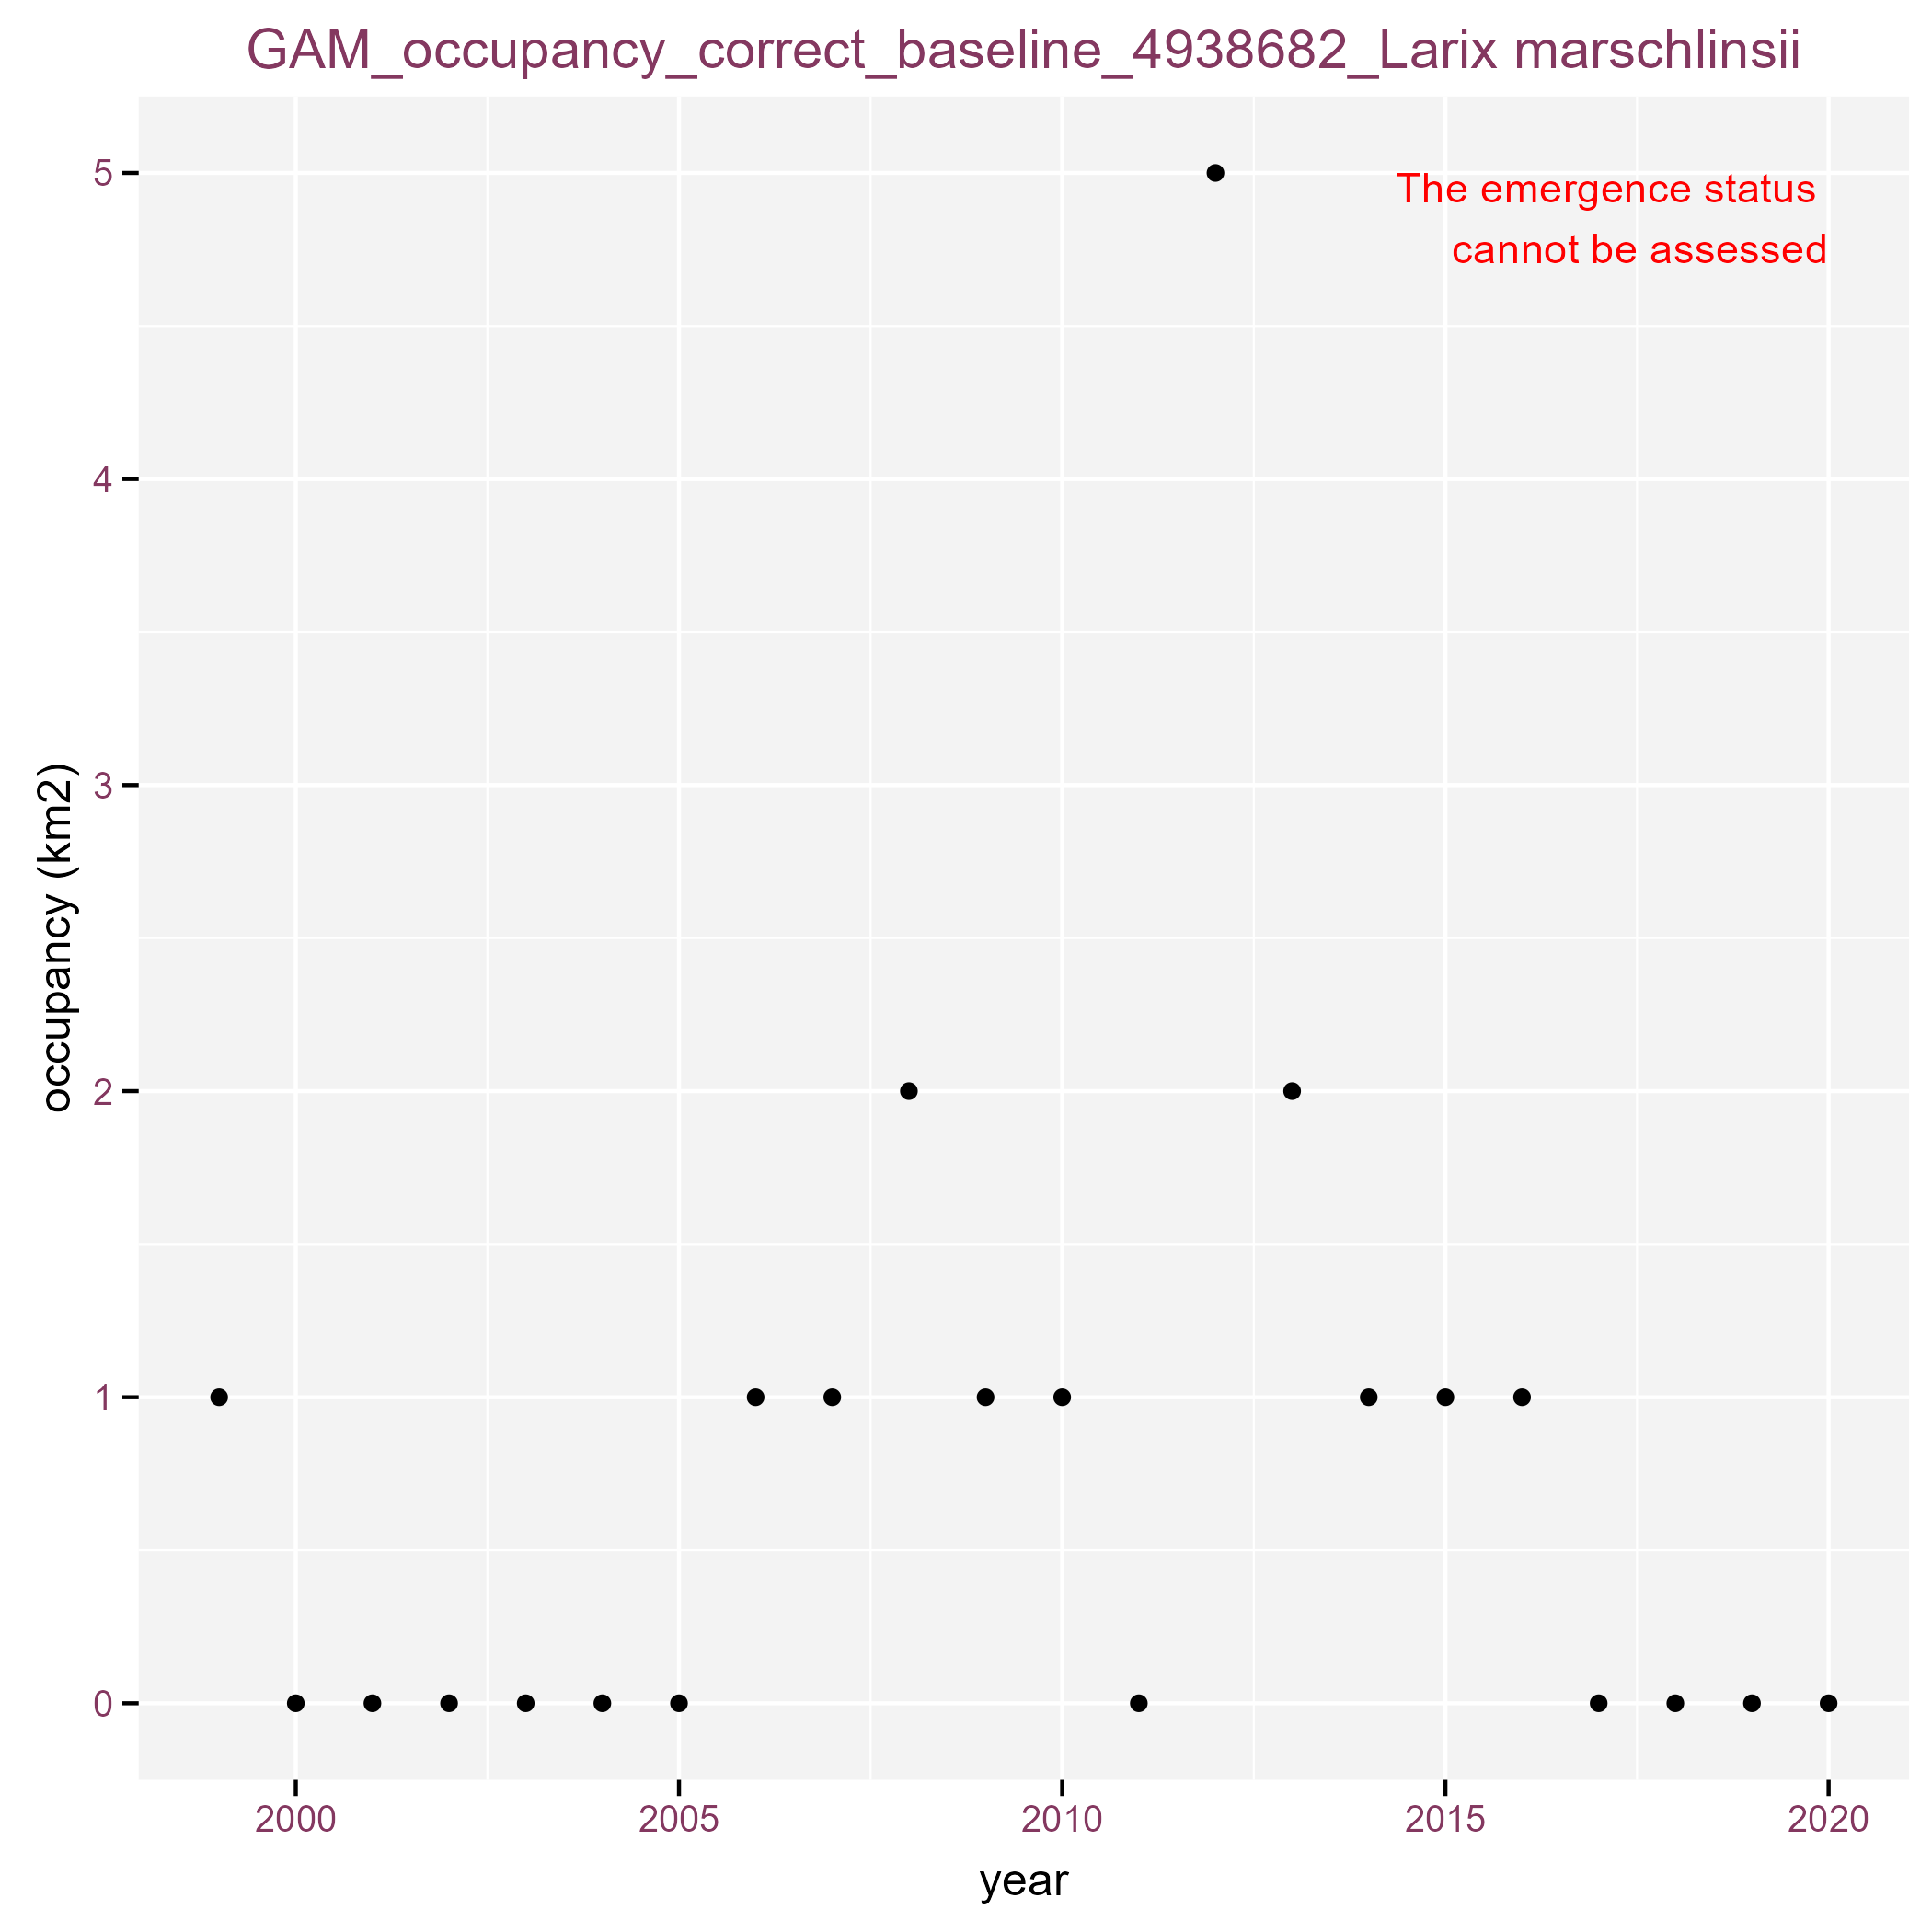 GAM_occupancy_correct_baseline_4938682_Larix marschlinsii
The emergence status
cannot be assessed
occupancy (km2)
5
4
3
2
1
0
2000 2005 2010 2015 2020
year